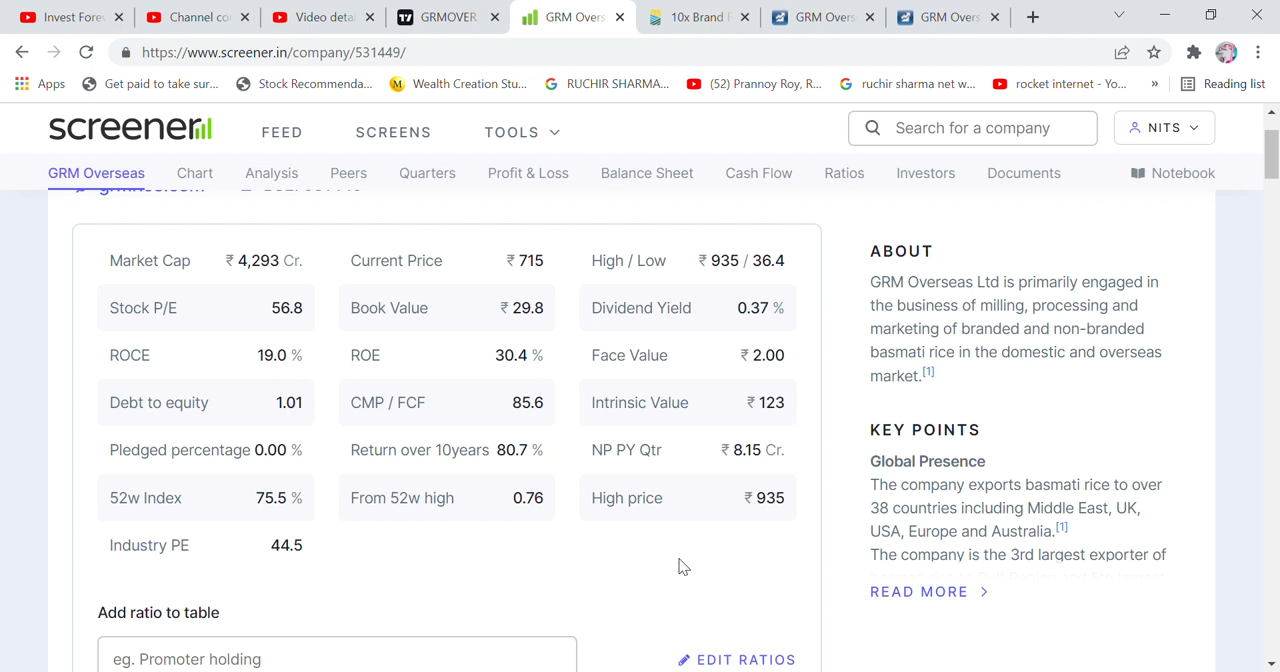 Invest Fore
Channel co
Video deta
GRMOVER
GRM Overs
10x Brand F
GRM Overs
GRM Overs
https://www.screener.in/company/531449/
Apps
Get paid to take sur...
Stock Recommenda...
Wealth Creation Stu...
RUCHIR SHARMA...
(52) Prannoy Roy, R...
ruchir sharma net w...
rocket internet - Yo...
»
Reading list
screener
FEED
SCREENS
TOOLS
Search for a company
NITS
GRM Overseas
Chart
Analysis
Peers
Quarters
Profit & Loss
Balance Sheet
Cash Flow
Ratios
Investors
Documents
Notebook
Market Cap ₹ 4,293 Cr.
Current Price ₹ 715
High / Low ₹ 935 / 36.4
Stock P/E 56.8
Book Value ₹ 29.8
Dividend Yield 0.37 %
ROCE 19.0 %
ROE 30.4 %
Face Value ₹ 2.00
Debt to equity 1.01
CMP / FCF 85.6
Intrinsic Value ₹ 123
Pledged percentage 0.00 %
Return over 10years 80.7 %
NP PY Qtr ₹ 8.15 Cr.
52w Index 75.5 %
From 52w high 0.76
High price ₹ 935
Industry PE 44.5
Add ratio to table
eg. Promoter holding
EDIT RATIOS
ABOUT
GRM Overseas Ltd is primarily engaged in
the business of milling, processing and
marketing of branded and non-branded
basmati rice in the domestic and overseas
market.[1]
KEY POINTS
Global Presence
The company exports basmati rice to over
38 countries including Middle East, UK,
USA, Europe and Australia.[1]
The company is the 3rd largest exporter of
READ MORE